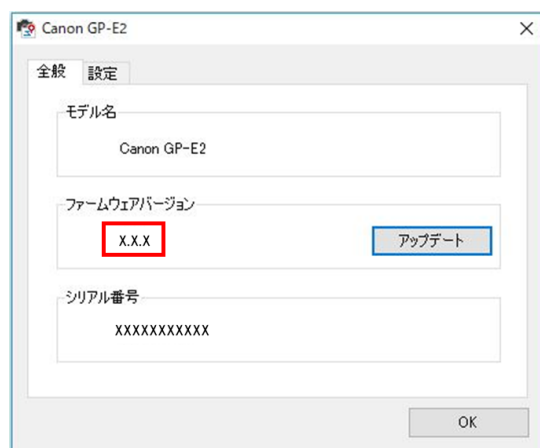 Canon GP-E2
全般
設定
モデル名
Canon GP-E2
ファームウェアバージョン
X.X.X
アップデート
シリアル番号
XXXXXXXXXXX
OK